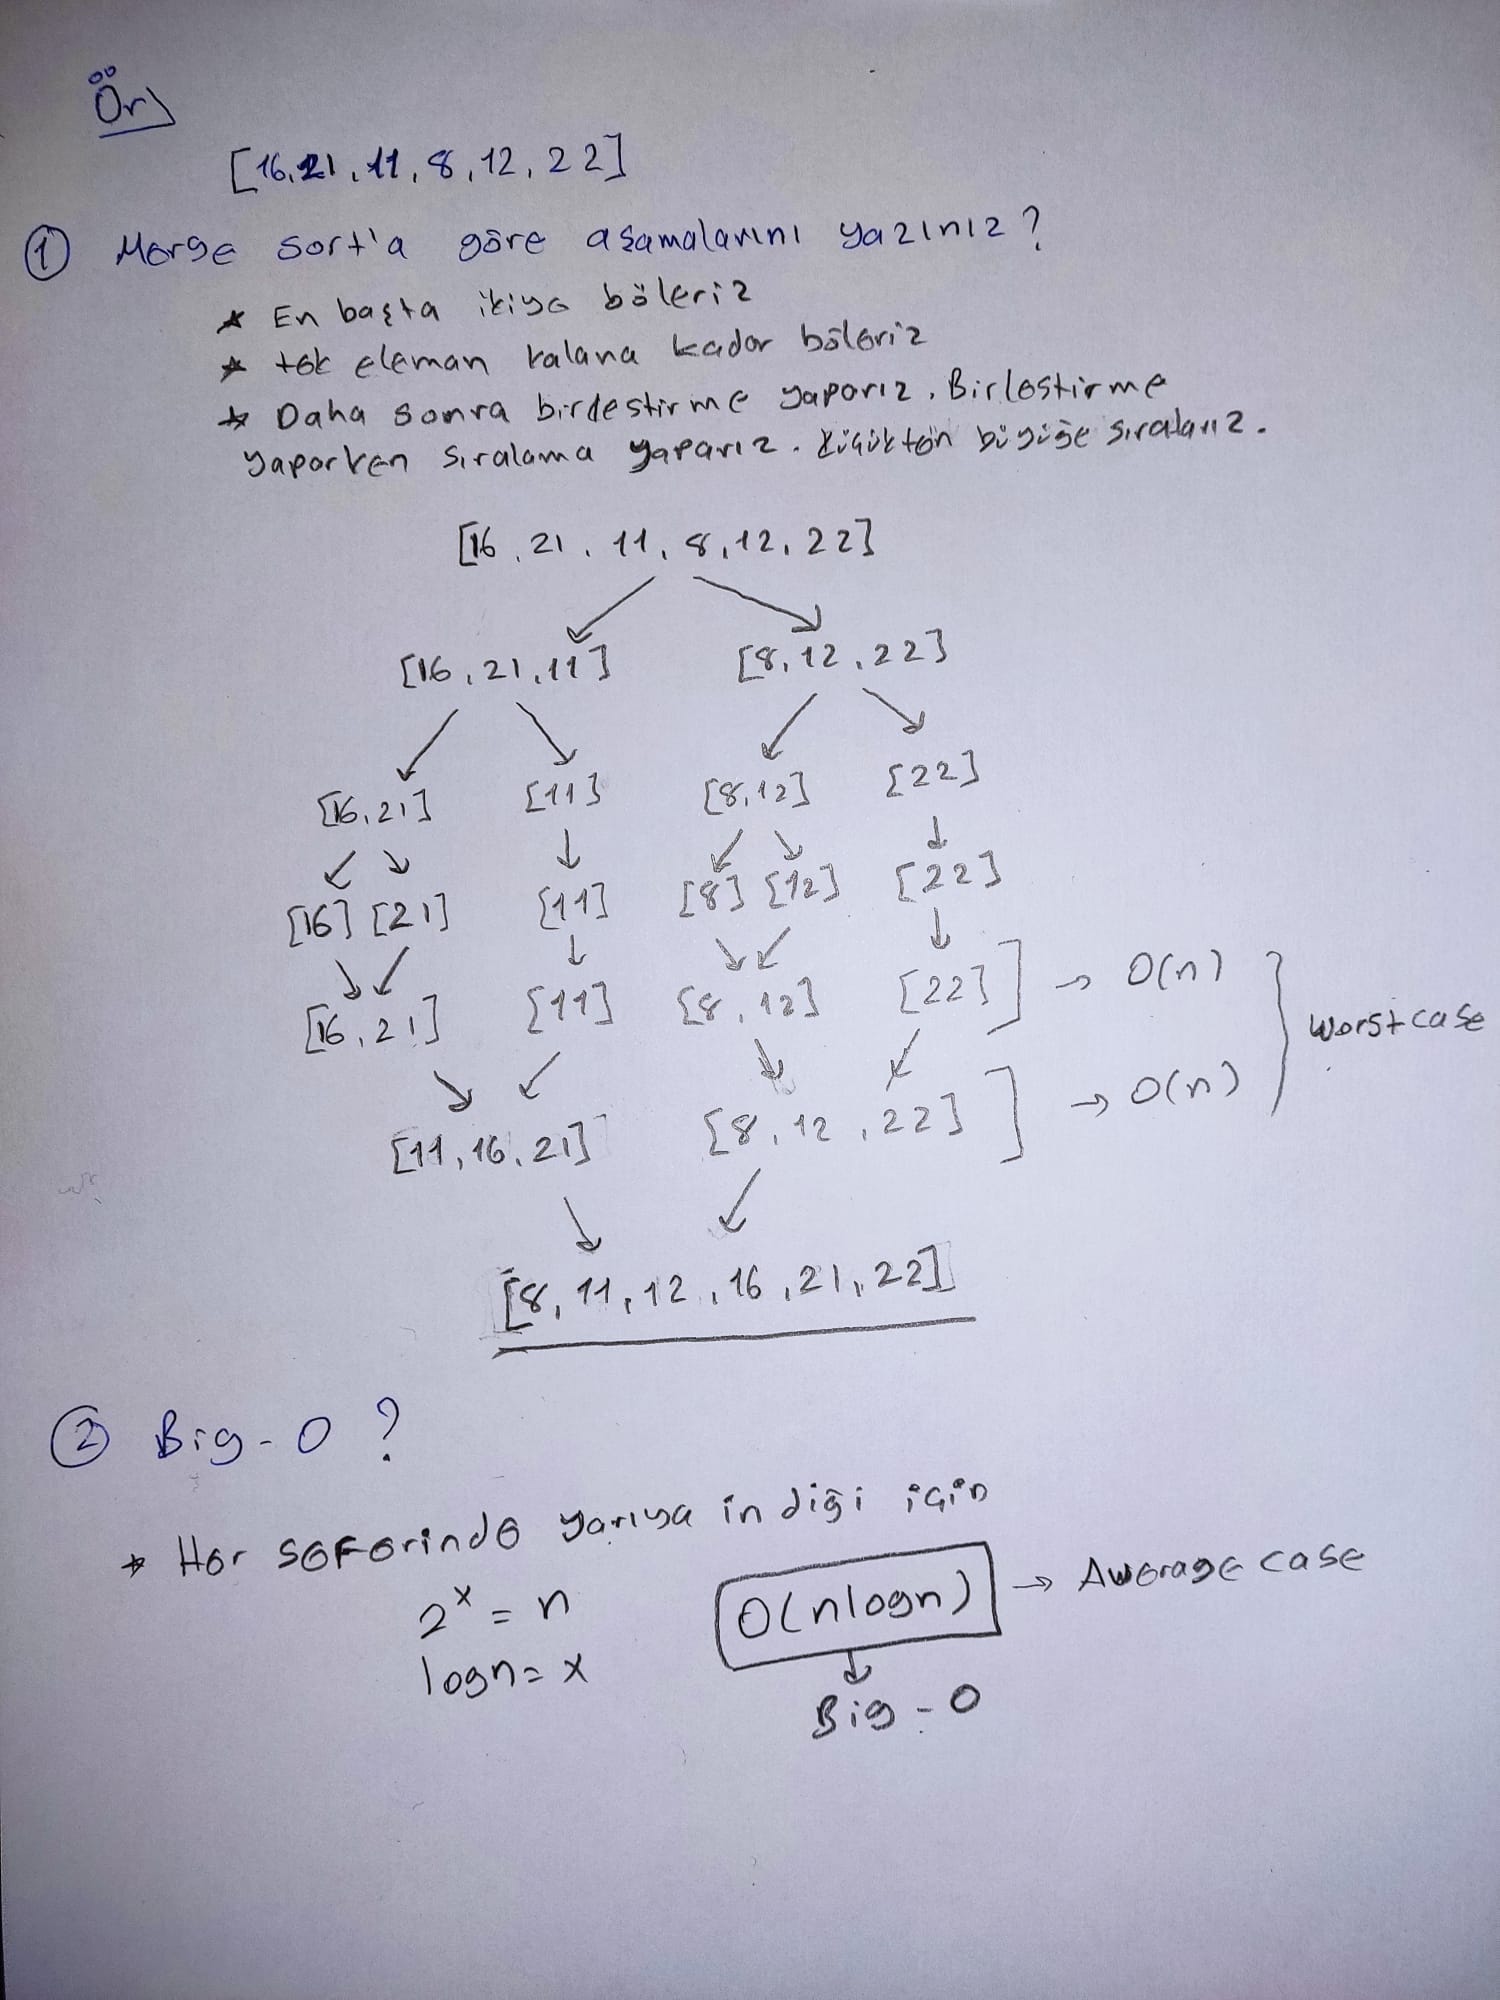 Ör)
[16,21,11,8,12,22]
① Merge Sort'a göre aşamalarını yazınız?
* En başta ikiye böleriz
* tek eleman kalana kadar böleriz
* Daha sonra birleştirme yaparız. Birleştirme
yaparken sıralama yaparız. Küçükten büyüğe sıralarız.
[16, 21, 11, 8, 12, 22]
[16, 21, 11] [8, 12, 22]
[16, 21] [11] [8, 12] [22]
[16] [21] [11] [8] [12] [22]
[16, 21] [11] [8, 12] [22] ] → O(n)
worst case
[11, 16, 21] [8, 12, 22] ] → O(n)
[8, 11, 12, 16, 21, 22]
② Big-O ?
* Her seferinde yarıya indiği için
2^x = n
O(nlogn) → Average case
logn = x
Big-O